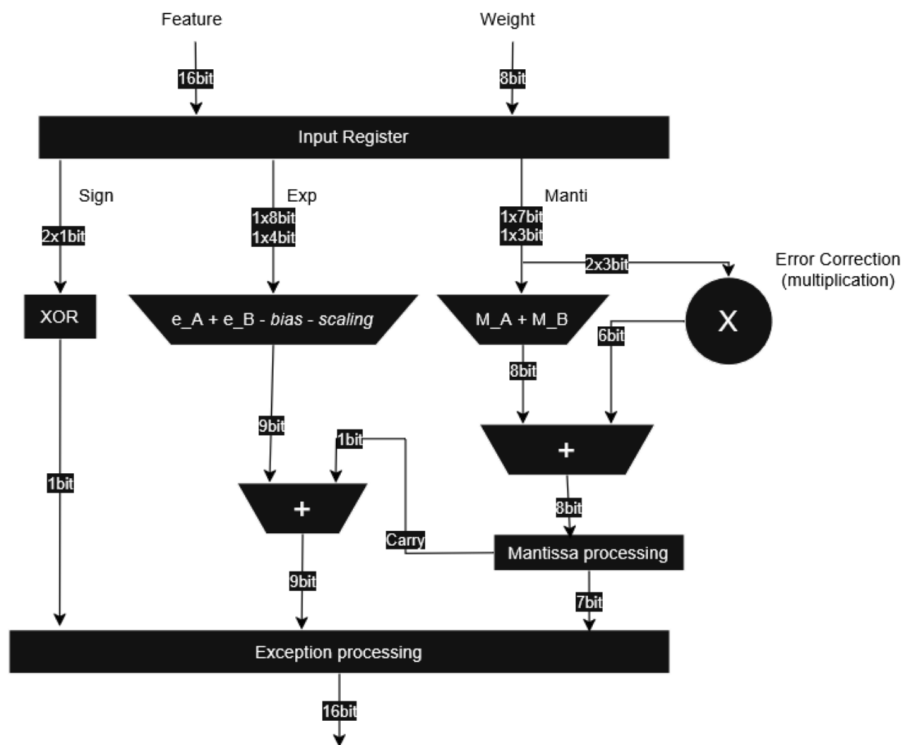 Feature
Weight
16bit
8bit
Input Register
Sign
Exp
Manti
2x1bit
1x8bit
1x4bit
1x7bit
1x3bit
2x3bit
Error Correction
(multiplication)
XOR
e_A + e_B - bias - scaling
M_A + M_B
X
6bit
8bit
9bit
1bit
+
1bit
+
8bit
Carry
Mantissa processing
9bit
7bit
Exception processing
16bit